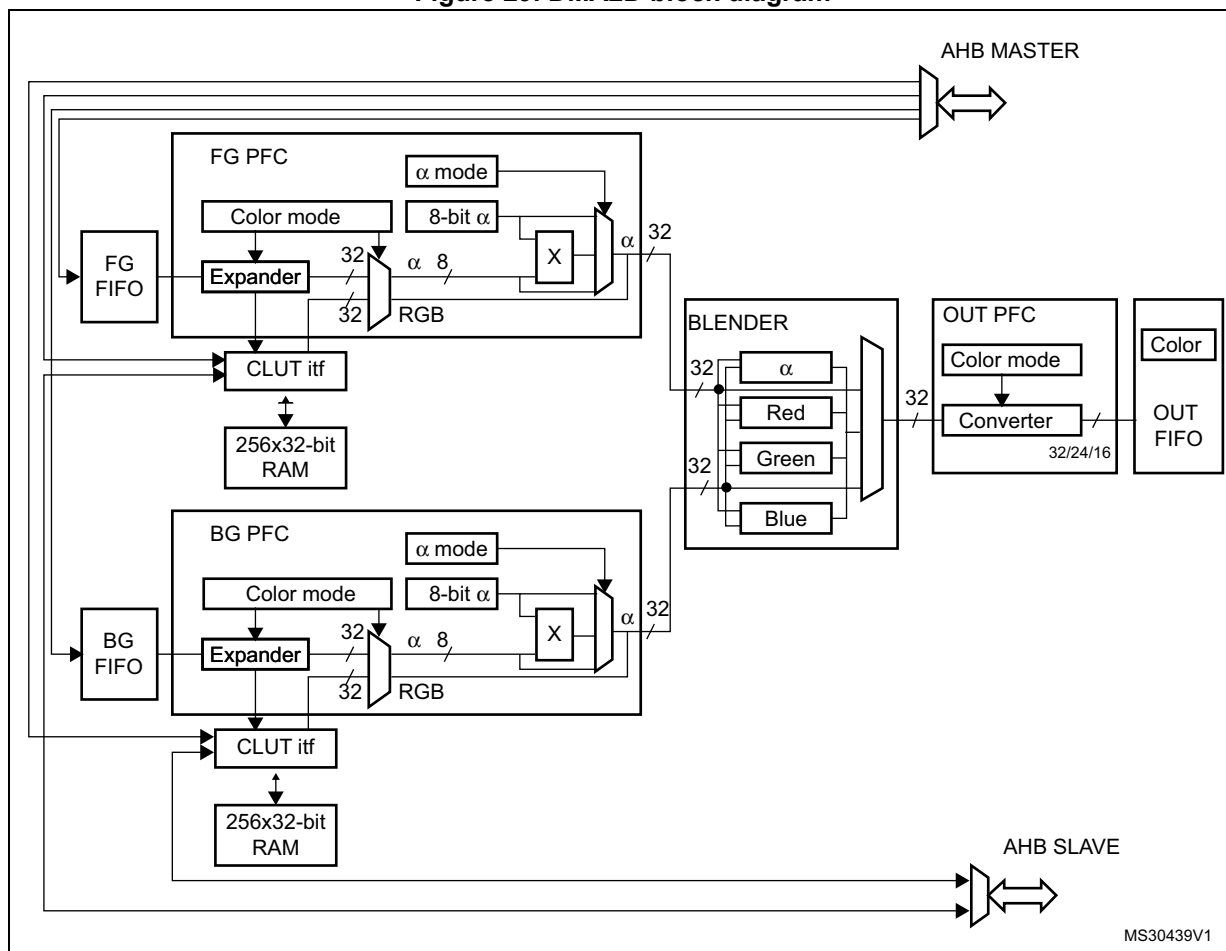 AHB MASTER
FG PFC
α mode
8-bit α
Color mode
FG
FIFO
Expander
32
32
α 8
X
α
32
RGB
CLUT itf
256x32-bit
RAM
BLENDER
32
32
α
Red
Green
Blue
32
OUT PFC
Color mode
Converter
32/24/16
Color
OUT
FIFO
BG PFC
α mode
8-bit α
Color mode
BG
FIFO
Expander
32
32
α 8
X
α
32
RGB
CLUT itf
256x32-bit
RAM
AHB SLAVE
MS30439V1